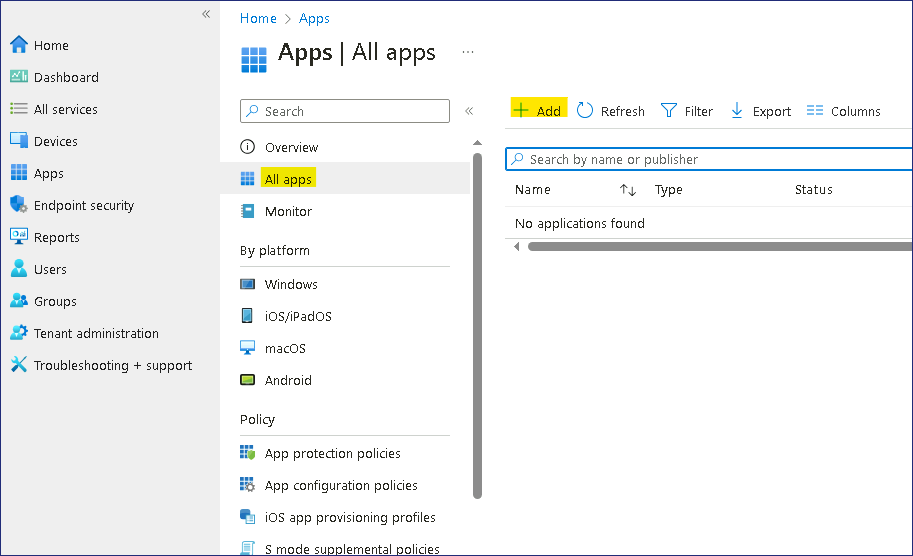 «
Home
Dashboard
All services
Devices
Apps
Endpoint security
Reports
Users
Groups
Tenant administration
Troubleshooting + support
Home > Apps
Apps | All apps ...
Search «
Overview
All apps
Monitor
By platform
Windows
iOS/iPadOS
macOS
Android
Policy
App protection policies
App configuration policies
iOS app provisioning profiles
S mode supplemental policies
+ Add Refresh Filter Export Columns
Search by name or publisher
Name ↑↓ Type Status
No applications found